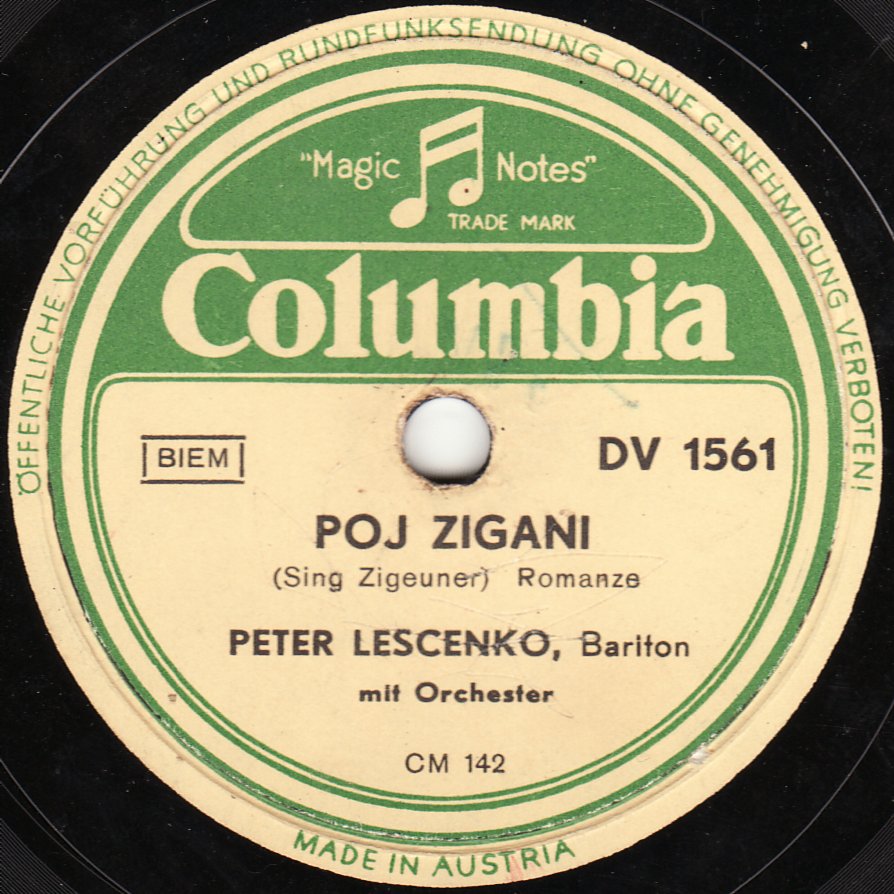 ÖFFENTLICHE VORFÜHRUNG UND RUNDFUNKSENDUNG OHNE GENEHMIGUNG VERBOTEN!
"Magic Notes"
TRADE MARK
Columbia
BIEM
DV 1561
POJ ZIGANI
(Sing Zigeuner) Romanze
PETER LESCENKO, Bariton
mit Orchester
CM 142
MADE IN AUSTRIA